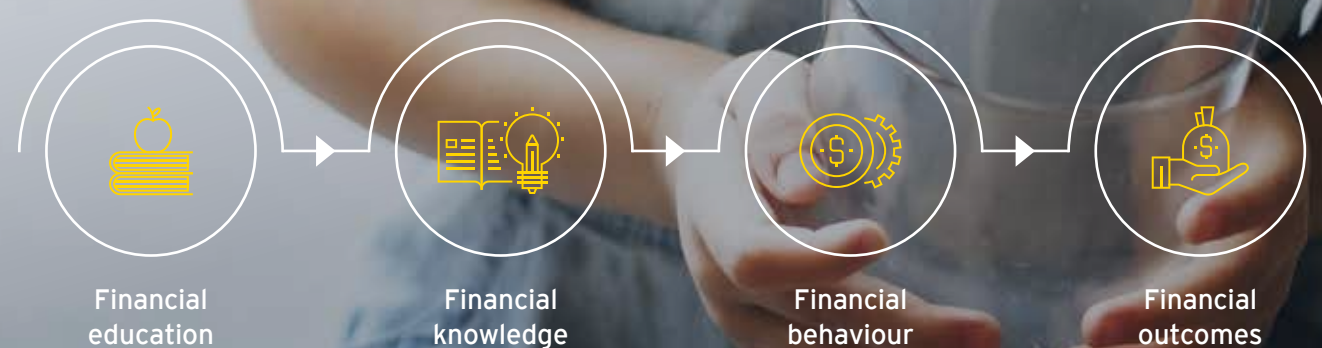 Financial
education
Financial
knowledge
Financial
behaviour
Financial
outcomes